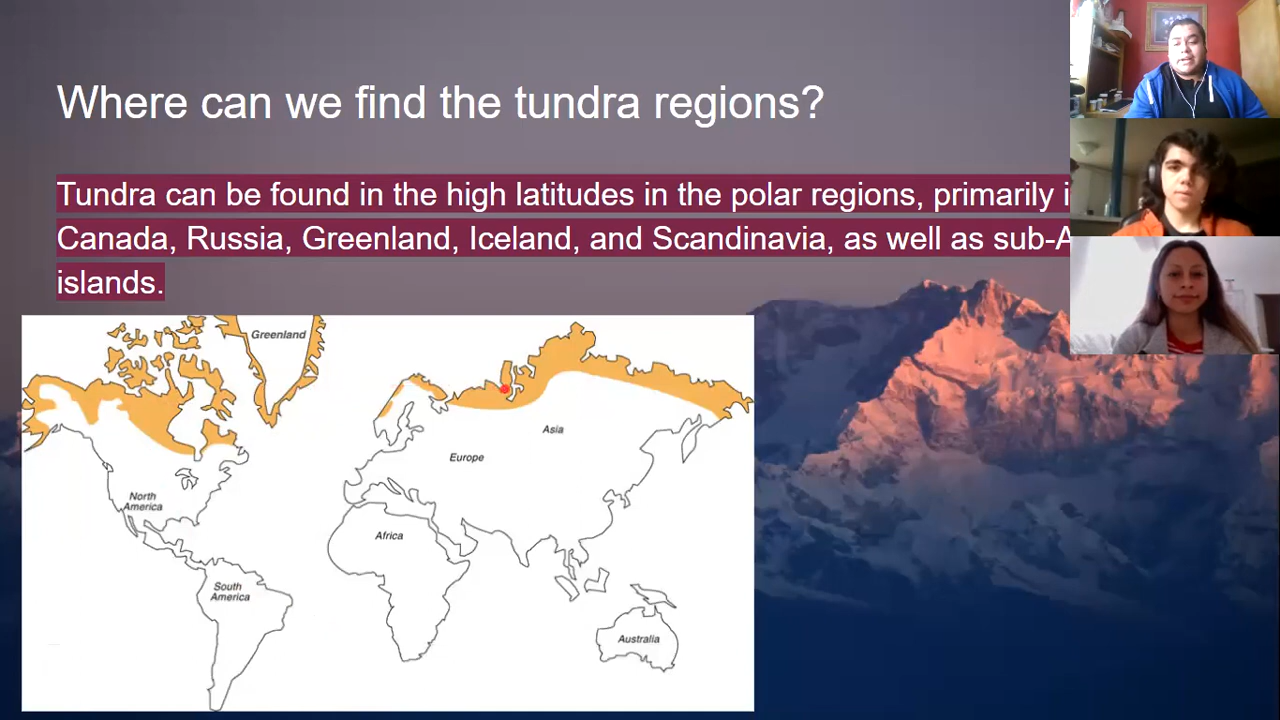 Where can we find the tundra regions?
Tundra can be found in the high latitudes in the polar regions, primarily
Canada, Russia, Greenland, Iceland, and Scandinavia, as well as sub-A
islands.
Greenland
Asia
Europe
North
America
Africa
South
America
Australia